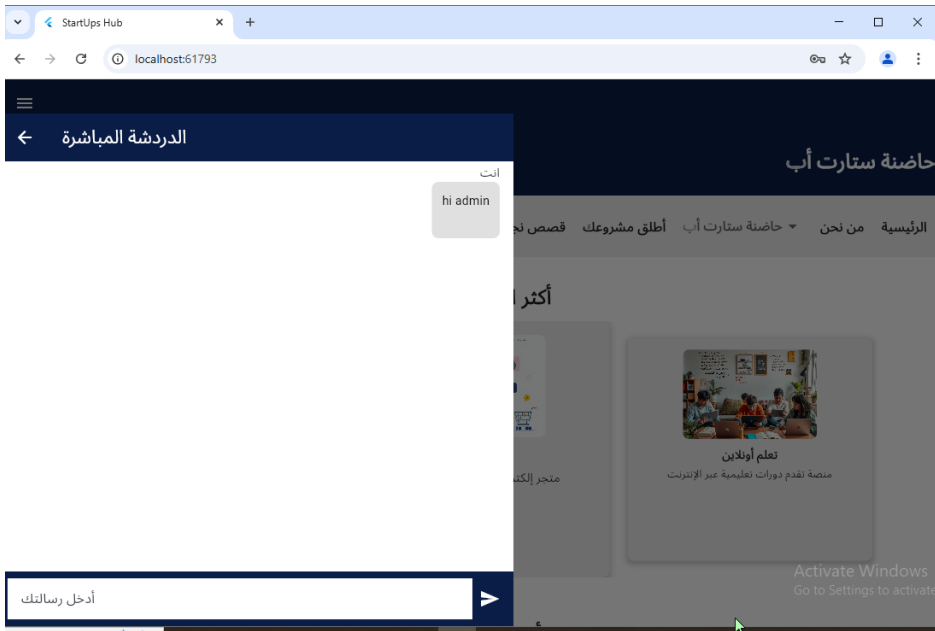 StartUps Hub
localhost:61793
الدردشة المباشرة
انت
hi admin
أدخل رسالتك
حاضنة ستارت أب
الرئيسية من نحن حاضنة ستارت أب أطلق مشروعك قصص
أكثر
تعلم أونلاين
منصة تقدم دورات تعليمية عبر الإنترنت
متجر
Activate Windows
Go to Settings to activate